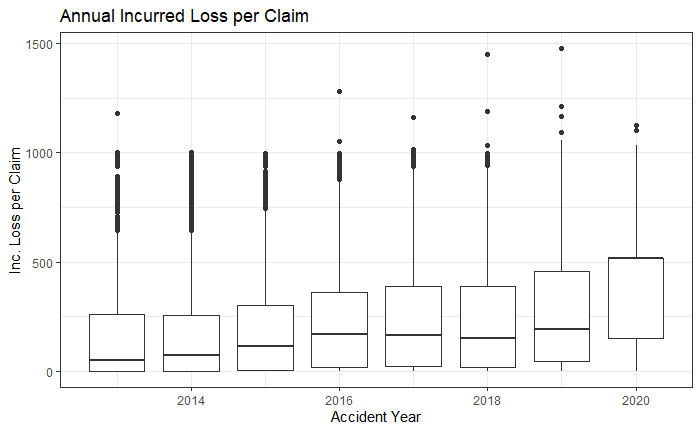 Annual Incurred Loss per Claim
Inc. Loss per Claim
1500
1000
500
0
2014 2016 2018 2020
Accident Year